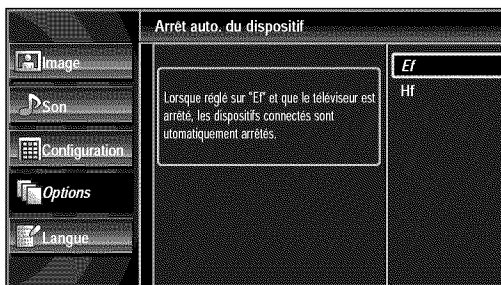 Arrêt auto. du dispositif
Image
Son
Configuration
Options
Langue
Lorsque réglé sur "Ef" et que le téléviseur est
arrêté, les dispositifs connectés sont
utomatiquement arrêtés.
Ef
Hf